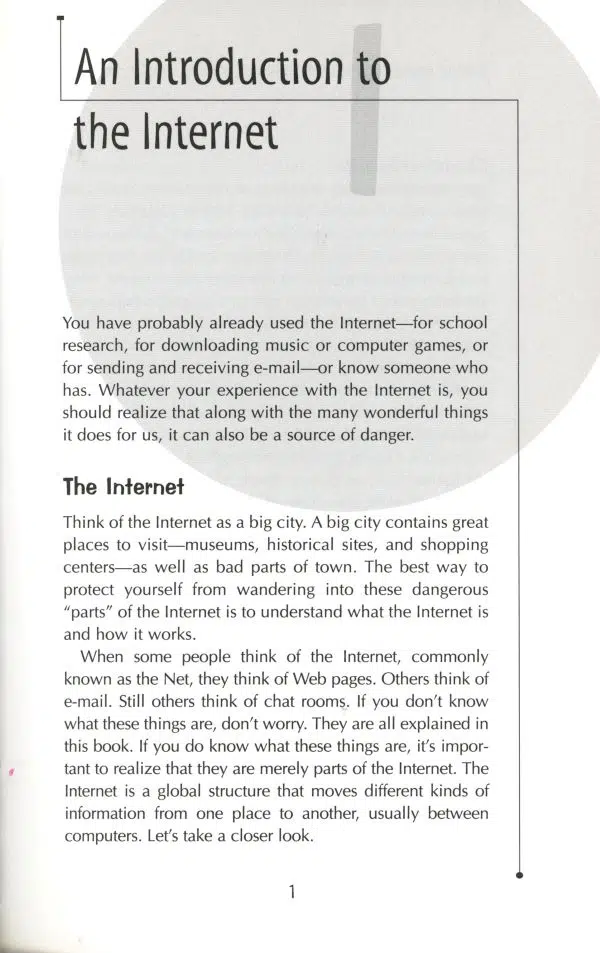 1
An Introduction to
the Internet
You have probably already used the Internet—for school
research, for downloading music or computer games, or
for sending and receiving e-mail—or know someone who
has. Whatever your experience with the Internet is, you
should realize that along with the many wonderful things
it does for us, it can also be a source of danger.
The Internet
Think of the Internet as a big city. A big city contains great
places to visit—museums, historical sites, and shopping
centers—as well as bad parts of town. The best way to
protect yourself from wandering into these dangerous
“parts” of the Internet is to understand what the Internet is
and how it works.
When some people think of the Internet, commonly
known as the Net, they think of Web pages. Others think of
e-mail. Still others think of chat rooms. If you don’t know
what these things are, don’t worry. They are all explained in
this book. If you do know what these things are, it’s impor-
tant to realize that they are merely parts of the Internet. The
Internet is a global structure that moves different kinds of
information from one place to another, usually between
computers. Let’s take a closer look.
1